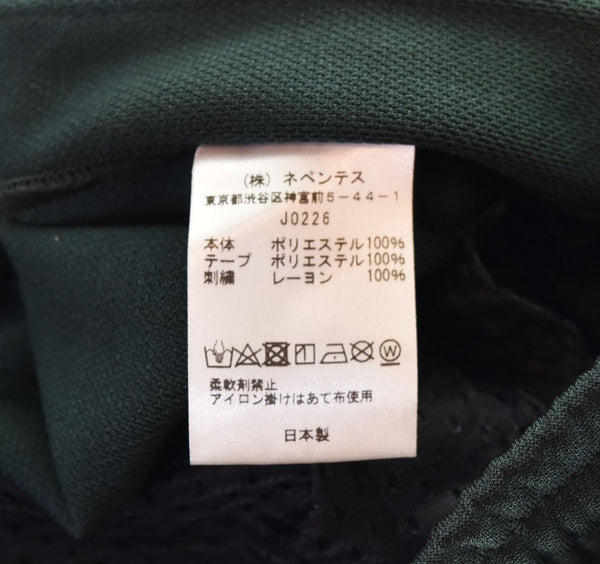 (株) ネペンテス
東京都渋谷区神宮前5-44-1
J0226
本体 ポリエステル100%
テープ ポリエステル100%
刺繍 レーヨン 100%
W
柔軟剤禁止
アイロン掛けはあて布使用
日本製